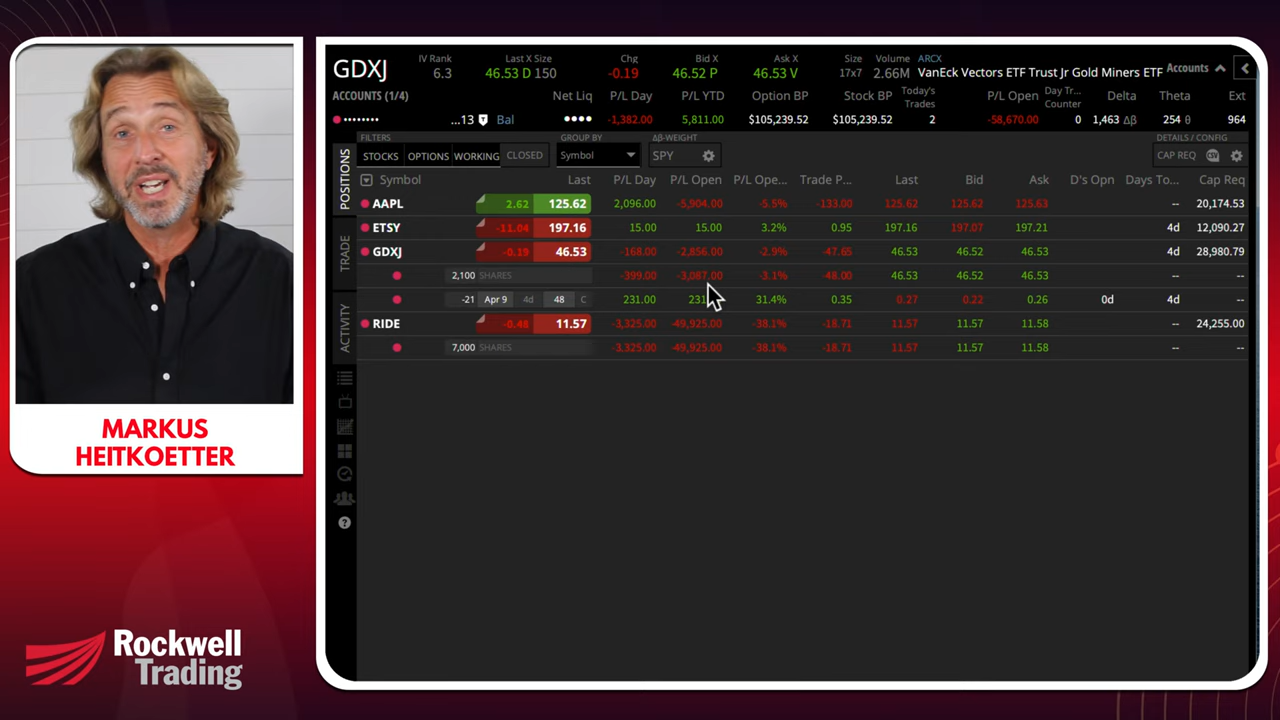 GDXJ
IV Rank
6.3
Last X Size
46.53 D 150
Chg
-0.19
Bid X
46.52 P
Ask X
46.53 V
Size
17x7
Volume
2.66M
ARCX
VanEck Vectors ETF Trust Jr Gold Miners ETF
Accounts
ACCOUNTS (1/4) Net Liq P/L Day P/L YTD Option BP Stock BP Today's Trades P/L Open Day Tr... Counter Delta Theta Ext
•••••••• ...13 Bal •••• -1,382.00 5,811.00 $105,239.52 $105,239.52 2 -58,670.00 0 1,463 Δβ 254 θ 964
FILTERS GROUP BY Δβ-WEIGHT DETAILS / CONFIG
STOCKS OPTIONS WORKING CLOSED Symbol SPY CAP REQ CSV
Symbol Last P/L Day P/L Open P/L Ope... Trade P... Last Bid Ask D's Opn Days To... Cap Req
AAPL 2.62 125.62 2,096.00 -5,904.00 -5.5% -133.00 125.62 125.62 125.63 -- 20,174.53
ETSY -11.04 197.16 15.00 15.00 3.2% 0.95 197.16 197.07 197.21 4d 12,090.27
GDXJ -0.19 46.53 -168.00 -2,856.00 -2.9% -47.65 46.53 46.52 46.53 4d 28,980.79
2,100 SHARES -399.00 -3,087.00 -3.1% -48.00 46.53 46.52 46.53 -- --
-21 Apr 9 4d 48 C 231.00 231 31.4% 0.35 0.27 0.22 0.26 0d 4d --
RIDE -0.48 11.57 -3,325.00 -49,925.00 -38.1% -18.71 11.57 11.57 11.58 -- 24,255.00
7,000 SHARES -3,325.00 -49,925.00 -38.1% -18.71 11.57 11.57 11.58 -- --
POSITIONS
TRADE
ACTIVITY
?
MARKUS
HEITKOETTER
Rockwell
Trading